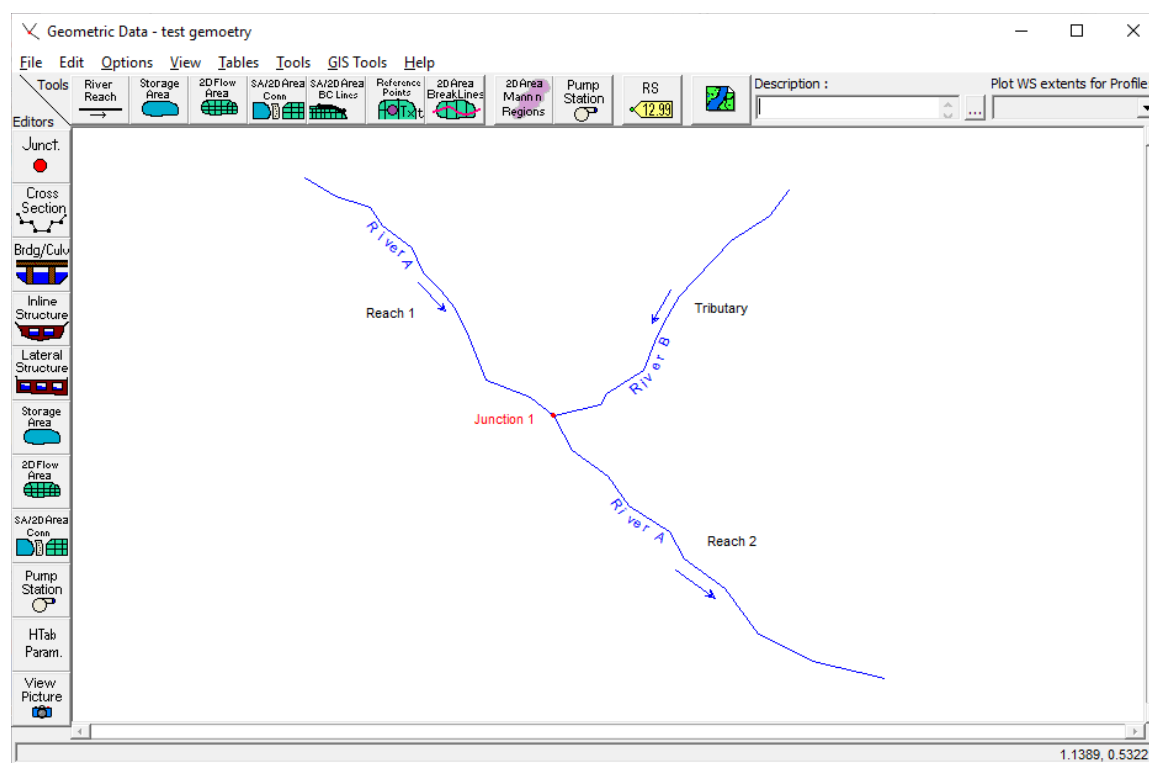 Geometric Data - test gemoetry
File Edit Options View Tables Tools GIS Tools Help
Tools
Editors
River
Reach
Storage
Area
2D Flow
Area
SA/2D Area
Conn
SA/2D Area
BC Lines
Reference
Points
Txt
2D Area
BreakLines
2D Area
Mann n
Regions
Pump
Station
RS
12.99
Description :
...
Plot WS extents for Profile
Junct.
Cross
Section
Brdg/Culv
Inline
Structure
Lateral
Structure
Storage
Area
2D Flow
Area
SA/2D Area
Conn
Pump
Station
HTab
Param.
View
Picture
River A
Reach 1
Tributary
River B
Junction 1
River A
Reach 2
1.1389, 0.5322